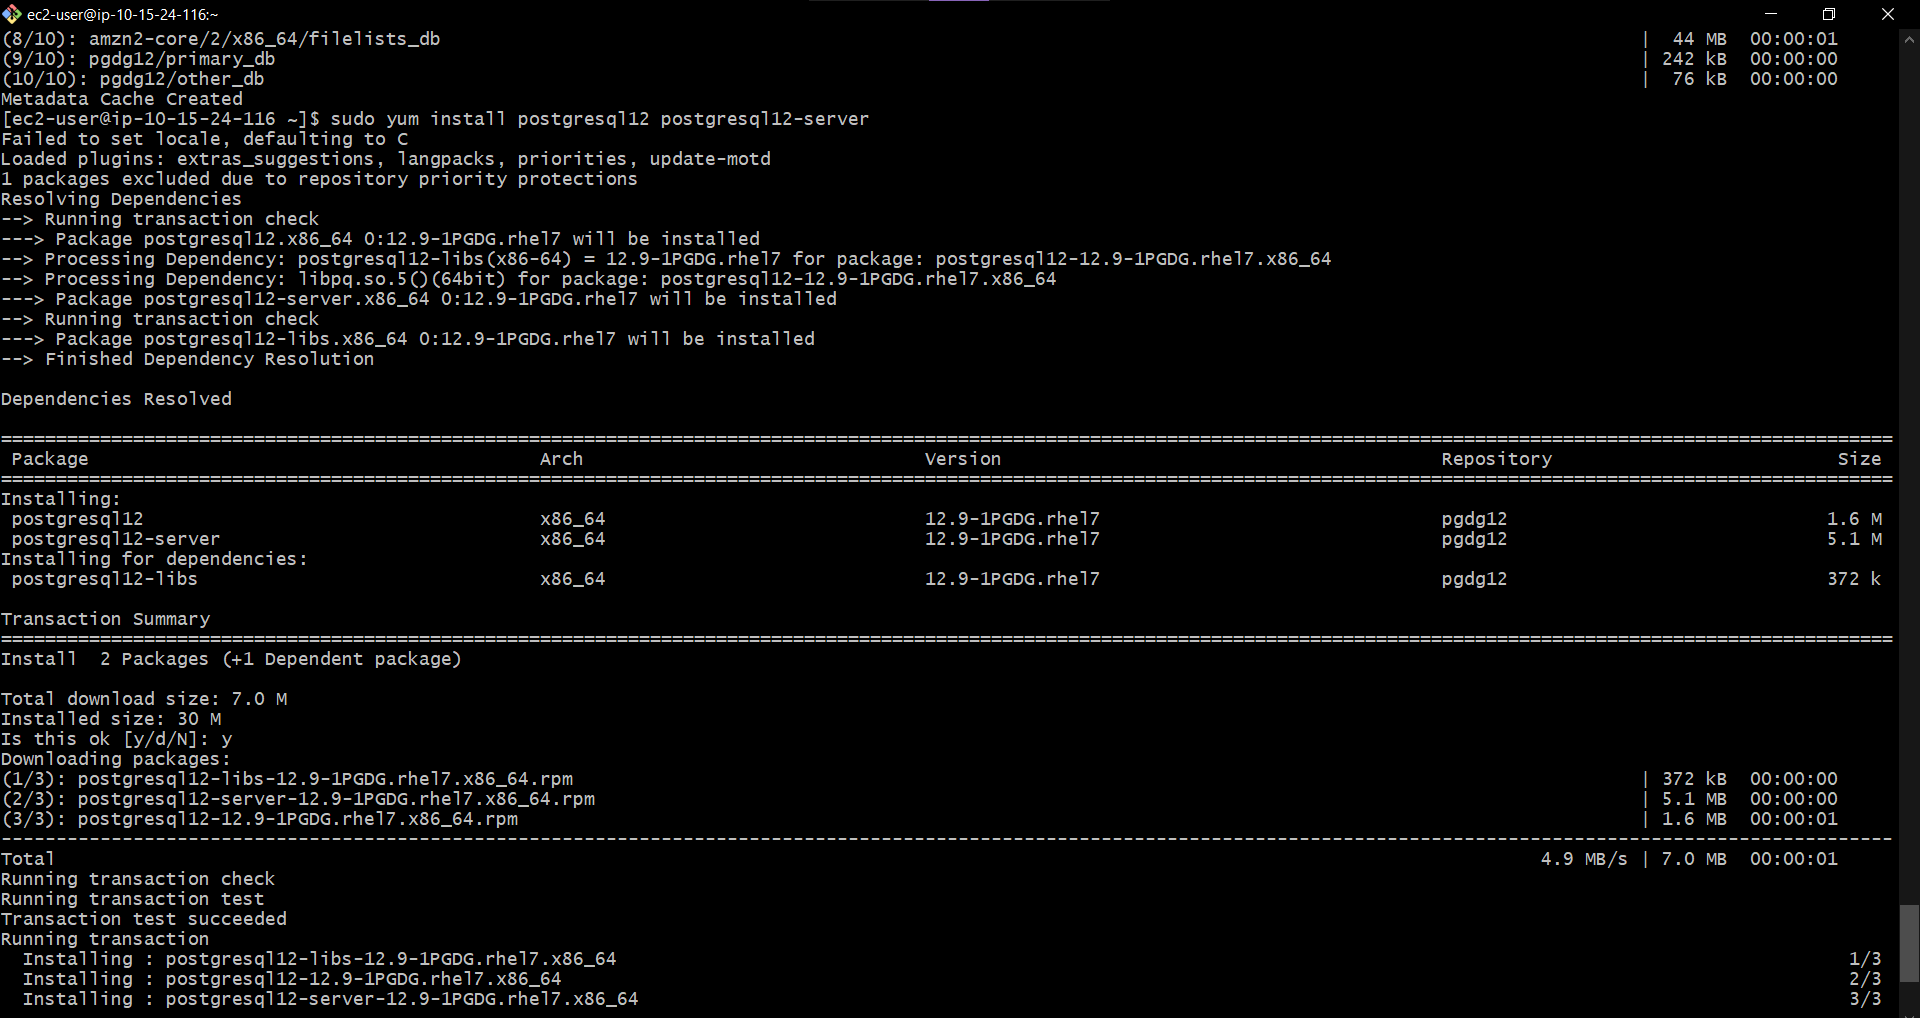 ec2-user@ip-10-15-24-116:~
(8/10): amzn2-core/2/x86_64/filelists_db | 44 MB 00:00:01
(9/10): pgdg12/primary_db | 242 kB 00:00:00
(10/10): pgdg12/other_db | 76 kB 00:00:00
Metadata Cache Created
[ec2-user@ip-10-15-24-116 ~]$ sudo yum install postgresql12 postgresql12-server
Failed to set locale, defaulting to C
Loaded plugins: extras_suggestions, langpacks, priorities, update-motd
1 packages excluded due to repository priority protections
Resolving Dependencies
--> Running transaction check
---> Package postgresql12.x86_64 0:12.9-1PGDG.rhel7 will be installed
--> Processing Dependency: postgresql12-libs(x86-64) = 12.9-1PGDG.rhel7 for package: postgresql12-12.9-1PGDG.rhel7.x86_64
--> Processing Dependency: libpq.so.5()(64bit) for package: postgresql12-12.9-1PGDG.rhel7.x86_64
---> Package postgresql12-server.x86_64 0:12.9-1PGDG.rhel7 will be installed
--> Running transaction check
---> Package postgresql12-libs.x86_64 0:12.9-1PGDG.rhel7 will be installed
--> Finished Dependency Resolution
Dependencies Resolved
================================================================================
Package Arch Version Repository Size
================================================================================
Installing:
postgresql12 x86_64 12.9-1PGDG.rhel7 pgdg12 1.6 M
postgresql12-server x86_64 12.9-1PGDG.rhel7 pgdg12 5.1 M
Installing for dependencies:
postgresql12-libs x86_64 12.9-1PGDG.rhel7 pgdg12 372 k
Transaction Summary
================================================================================
Install  2 Packages (+1 Dependent package)
Total download size: 7.0 M
Installed size: 30 M
Is this ok [y/d/N]: y
Downloading packages:
(1/3): postgresql12-libs-12.9-1PGDG.rhel7.x86_64.rpm | 372 kB 00:00:00
(2/3): postgresql12-server-12.9-1PGDG.rhel7.x86_64.rpm | 5.1 MB 00:00:00
(3/3): postgresql12-12.9-1PGDG.rhel7.x86_64.rpm | 1.6 MB 00:00:01
--------------------------------------------------------------------------------
Total 4.9 MB/s | 7.0 MB 00:00:01
Running transaction check
Running transaction test
Transaction test succeeded
Running transaction
Installing : postgresql12-libs-12.9-1PGDG.rhel7.x86_64 1/3
Installing : postgresql12-12.9-1PGDG.rhel7.x86_64 2/3
Installing : postgresql12-server-12.9-1PGDG.rhel7.x86_64 3/3